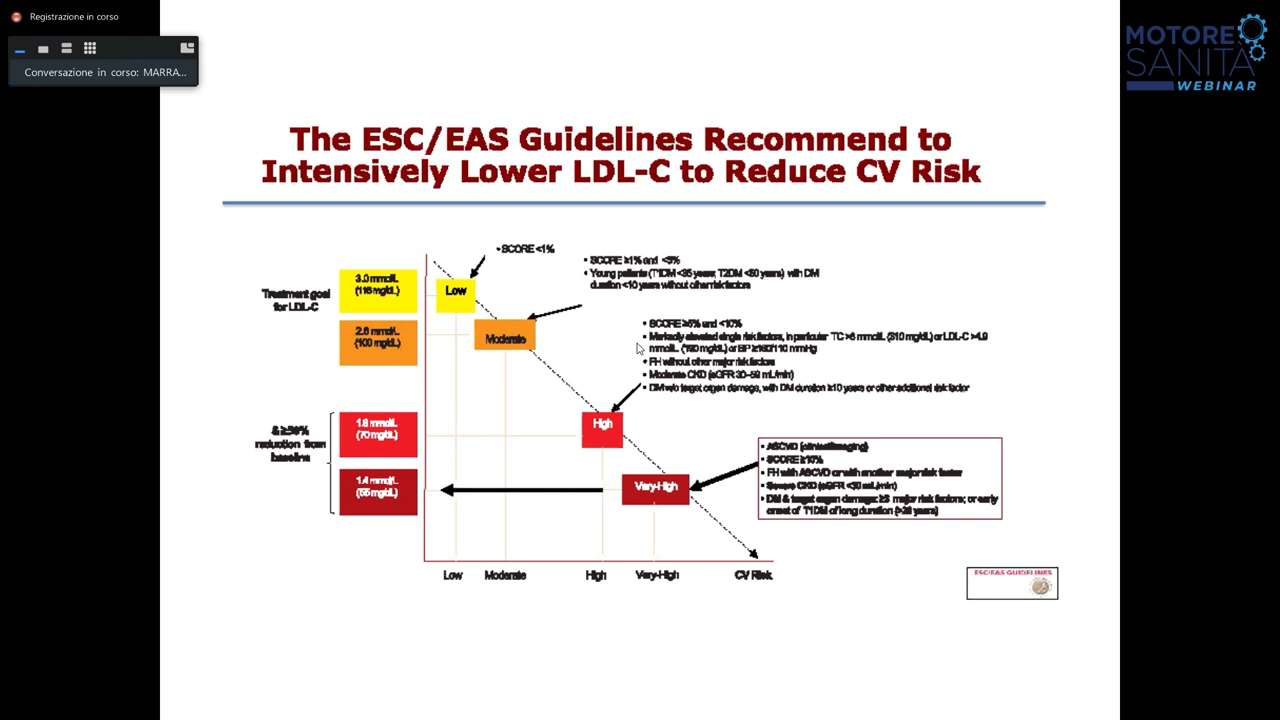 Registrazione in corso
Conversazione in corso: MARRA...
MOTORE
SANITÀ
WEBINAR
The ESC/EAS Guidelines Recommend to
Intensively Lower LDL-C to Reduce CV Risk
• SCORE <1%
• SCORE ≥1% and <5%
• Young patients (T1DM <35 years; T2DM <50 years) with DM
duration <10 years without other risk factors
Treatment goal
for LDL-C
3.0 mmol/L
(116 mg/dL)
Low
2.6 mmol/L
(100 mg/dL)
Moderate
• SCORE ≥5% and <10%
• Markedly elevated single risk factors, in particular TC >8 mmol/L (310 mg/dL) or LDL-C >4.9
mmol/L (190 mg/dL) or BP ≥180/110 mmHg
• FH without other major risk factors
• Moderate CKD (eGFR 30–59 mL/min)
• DM w/o target organ damage, with DM duration ≥10 years or other additional risk factor
& ≥50%
reduction from
baseline
1.8 mmol/L
(70 mg/dL)
High
1.4 mmol/L
(55 mg/dL)
Very-High
• ASCVD (clinical/imaging)
• SCORE ≥10%
• FH with ASCVD or with another major risk factor
• Severe CKD (eGFR <30 mL/min)
• DM & target organ damage: ≥3 major risk factors; or early
onset of T1DM of long duration (>20 years)
Low
Moderate
High
Very-High
CV Risk
ESC/EAS GUIDELINES